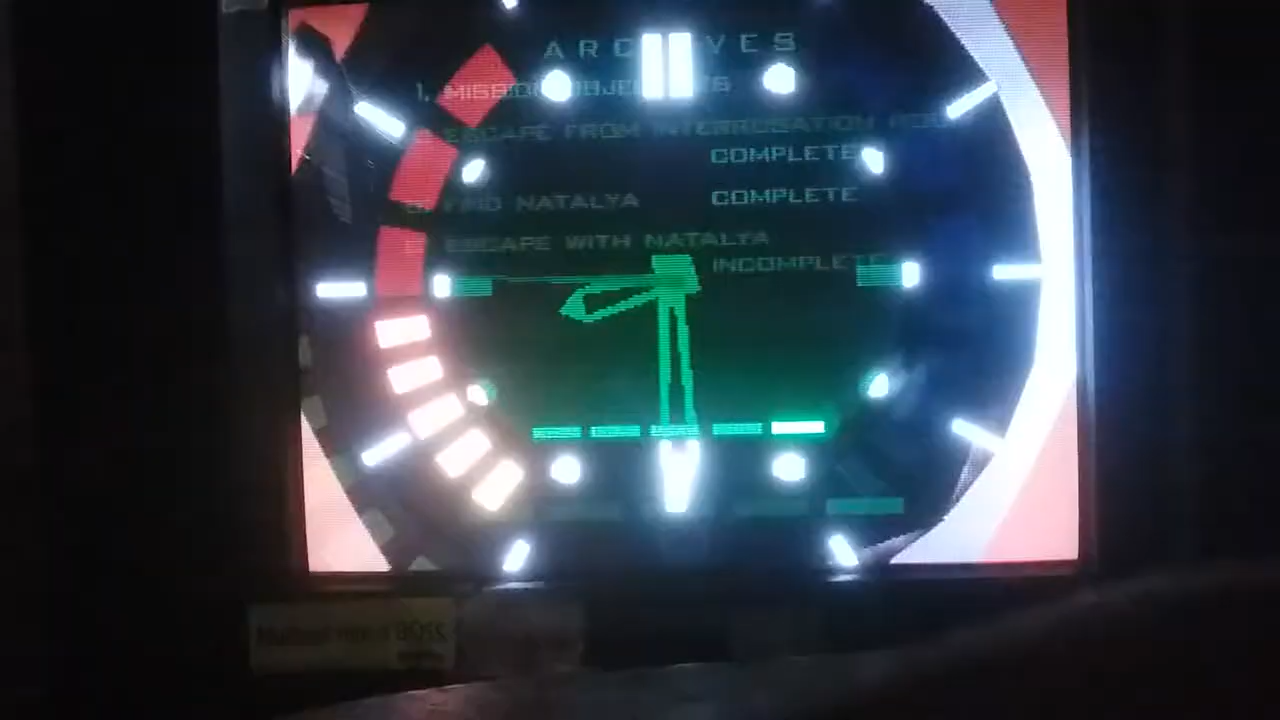 ARCHIVES
1. MISSION OBJECTIVES
ESCAPE FROM INTERROGATION ROOM
COMPLETE
FIND NATALYA COMPLETE
ESCAPE WITH NATALYA
INCOMPLETE